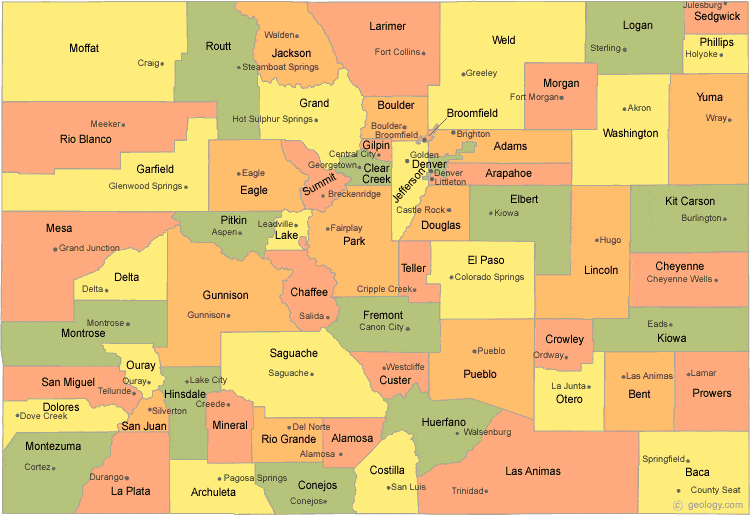 Moffat
Craig
Routt
Steamboat Springs
Walden
Jackson
Larimer
Fort Collins
Weld
Greeley
Logan
Sterling
Julesburg
Sedgwick
Phillips
Holyoke
Morgan
Fort Morgan
Akron
Washington
Yuma
Wray
Meeker
Rio Blanco
Grand
Hot Sulphur Springs
Boulder
Boulder
Broomfield
Broomfield
Brighton
Adams
Garfield
Glenwood Springs
Eagle
Eagle
Summit
Breckenridge
Gilpin
Central City
Georgetown
Clear
Creek
Golden
Jefferson
Denver
Denver
Littleton
Arapahoe
Castle Rock
Douglas
Elbert
Kiowa
Kit Carson
Burlington
Mesa
Grand Junction
Pitkin
Aspen
Leadville
Lake
Fairplay
Park
Teller
Cripple Creek
El Paso
Colorado Springs
Hugo
Lincoln
Cheyenne
Cheyenne Wells
Delta
Delta
Gunnison
Gunnison
Chaffee
Salida
Fremont
Canon City
Montrose
Montrose
Ouray
Ouray
Saguache
Saguache
Westcliffe
Custer
Pueblo
Pueblo
Crowley
Ordway
Eads
Kiowa
San Miguel
Telluride
Dolores
Dove Creek
Silverton
San Juan
Lake City
Hinsdale
Creede
Mineral
Del Norte
Rio Grande
Alamosa
Alamosa
Huerfano
Walsenburg
La Junta
Otero
Las Animas
Bent
Lamar
Prowers
Montezuma
Cortez
Durango
La Plata
Pagosa Springs
Archuleta
Conejos
Conejos
Costilla
San Luis
Las Animas
Trinidad
Springfield
Baca
County Seat
© geology.com